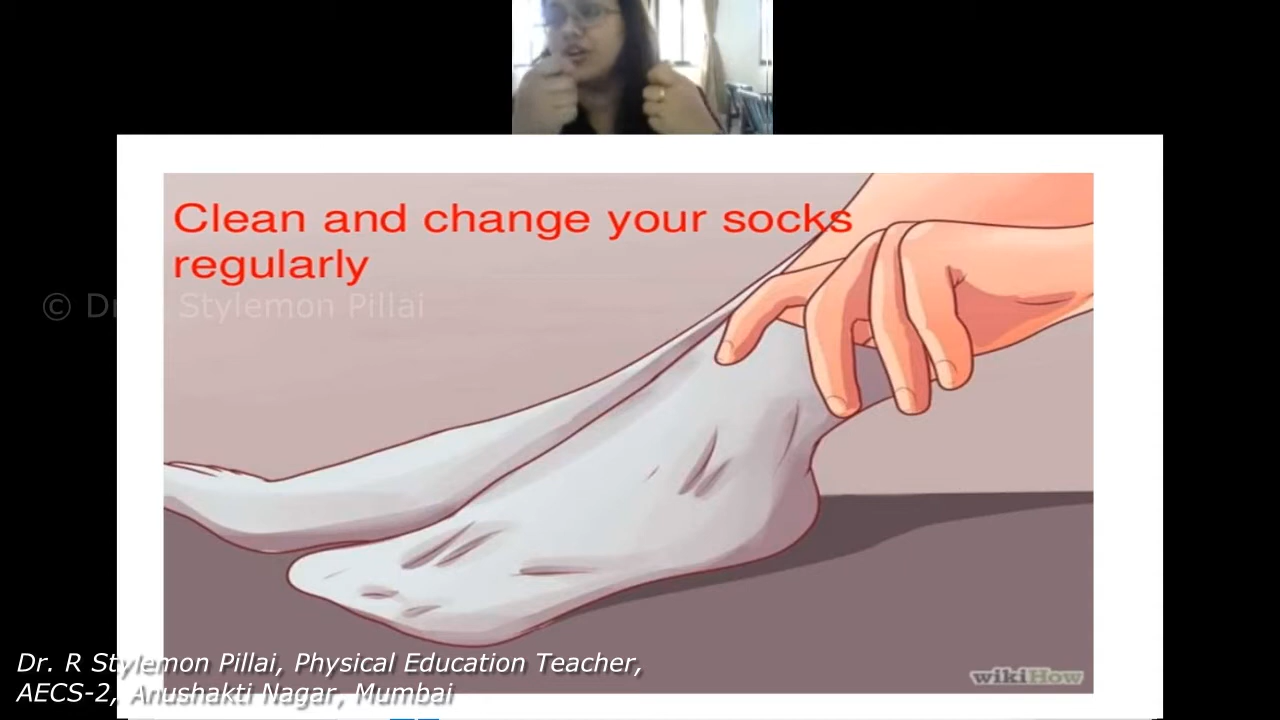 Clean and change your socks
regularly
© Dr. R Stylemon Pillai
wikiHow
Dr. R Stylemon Pillai, Physical Education Teacher,
AECS-2, Anushakti Nagar, Mumbai